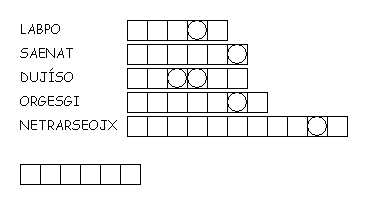 LABPO
SAENAT
DUJÍSO
ORGESGI
NETRARSEOJX